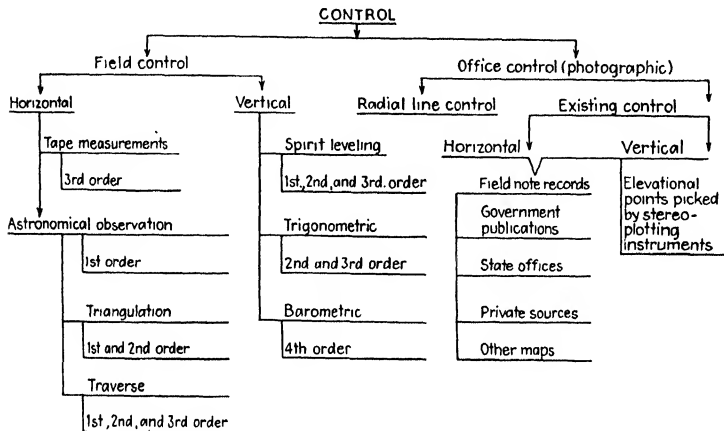 CONTROL
Field control
Office control (photographic)
Horizontal
Vertical
Radial line control
Existing control
Tape measurements
3rd order
Astronomical observation
1st order
Triangulation
1st and 2nd order
Traverse
1st, 2nd, and 3rd order
Spirit leveling
1st., 2nd, and 3rd. order
Trigonometric
2nd and 3rd order
Barometric
4th order
Horizontal
Vertical
Field note records
Government
publications
State offices
Private sources
Other maps
Elevational
points picked
by stereo-
plotting
instruments